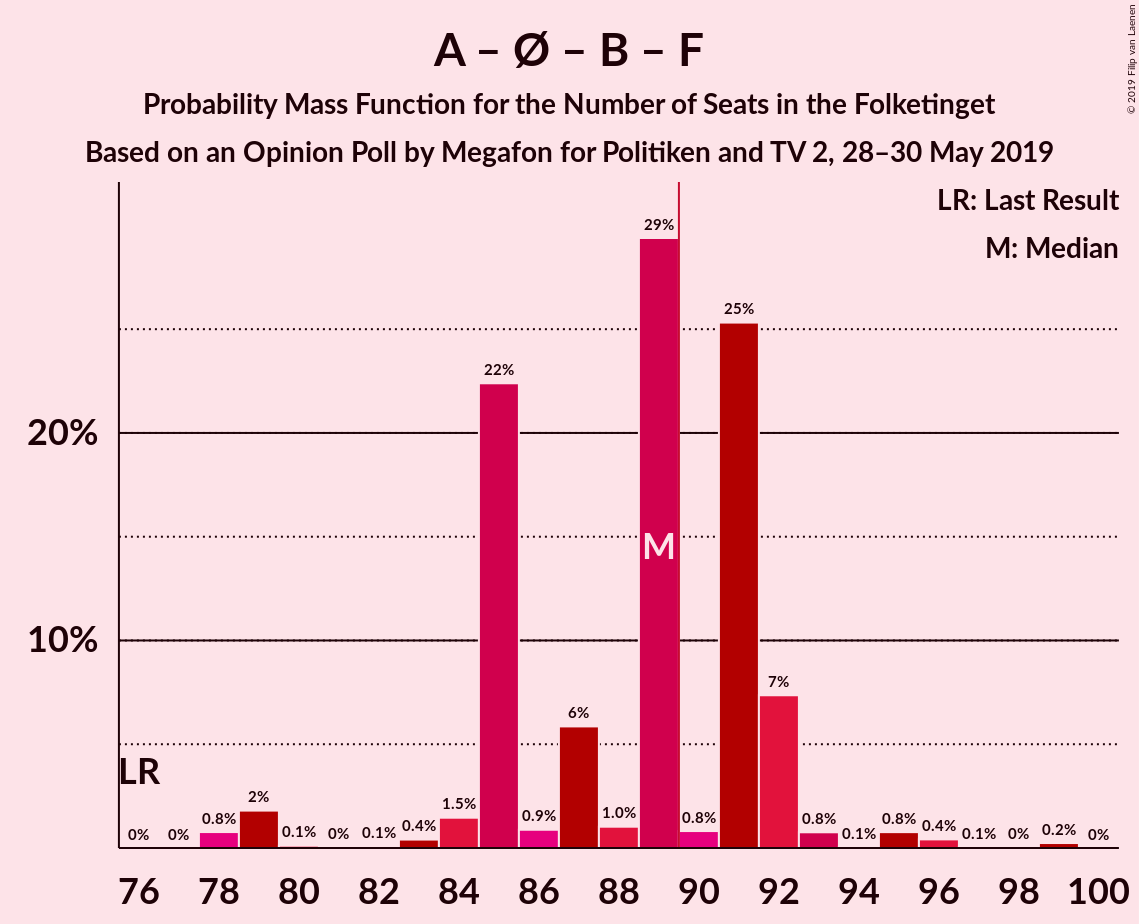 A – Ø – B – F
Probability Mass Function for the Number of Seats in the Folketinget
Based on an Opinion Poll by Megafon for Politiken and TV 2, 28–30 May 2019
© 2019 Filip van Laenen
LR: Last Result
M: Median
20%
10%
LR
M
0% 0% 0.8% 2% 0.1% 0% 0.1% 0.4% 1.5% 22% 0.9% 6% 1.0% 29% 0.8% 25% 7% 0.8% 0.1% 0.8% 0.4% 0.1% 0% 0.2% 0%
76 78 80 82 84 86 88 90 92 94 96 98 100